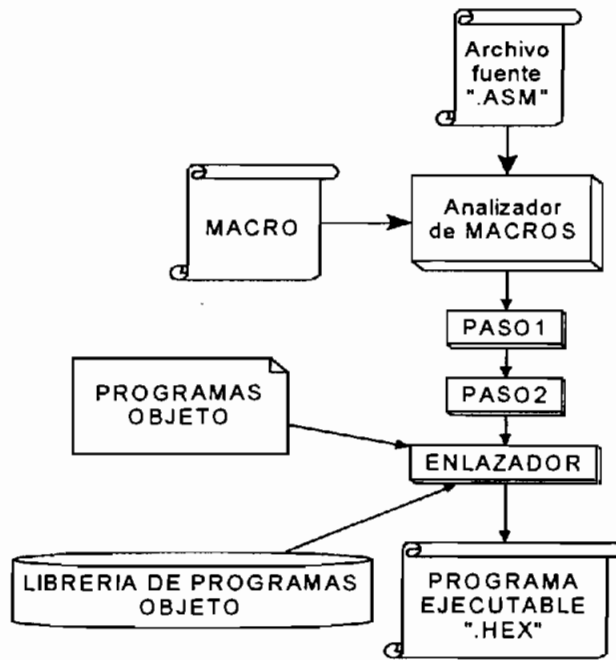 Archivo
fuente
".ASM"
MACRO
Analizador
de MACROS
PASO1
PASO2
PROGRAMAS
OBJETO
ENLAZADOR
LIBRERIA DE PROGRAMAS
OBJETO
PROGRAMA
EJECUTABLE
".HEX"